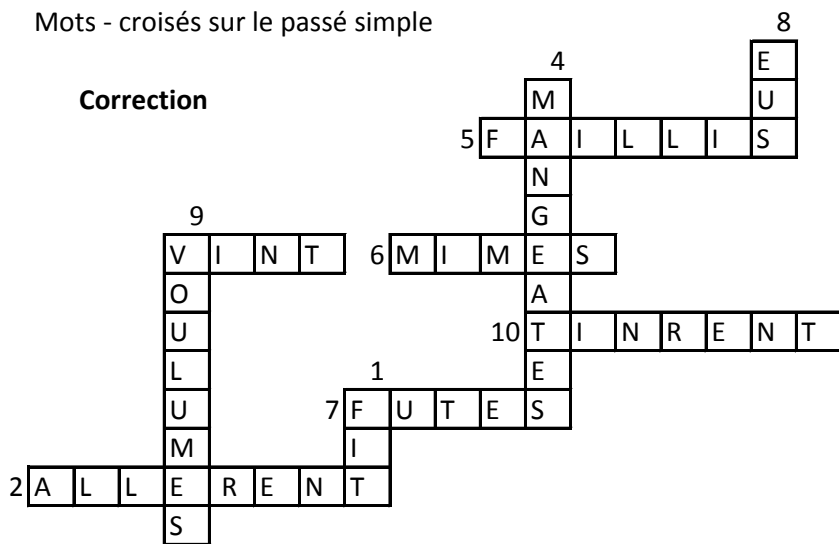 Mots - croisés sur le passé simple
8
E
4
Correction
M
U
5 F A I L L I S
N
9
G
V I N T
6 M I M E S
O
A
U
10 T I N R E N T
L
1
E
U
7 F U T E S
M
I
2 A L L E R E N T
S